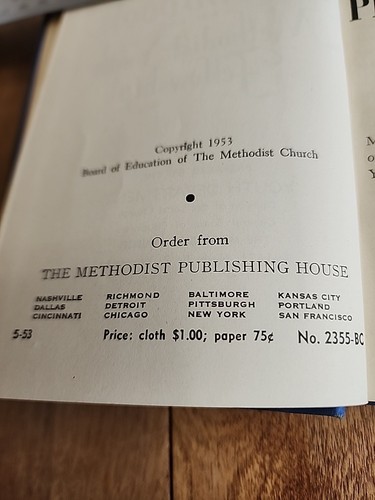 Copyright 1953
Board of Education of The Methodist Church
Order from
THE METHODIST PUBLISHING HOUSE
NASHVILLE RICHMOND BALTIMORE KANSAS CITY
DALLAS DETROIT PITTSBURGH PORTLAND
CINCINNATI CHICAGO NEW YORK SAN FRANCISCO
5-53 Price: cloth $1.00; paper 75¢ No. 2355-BC